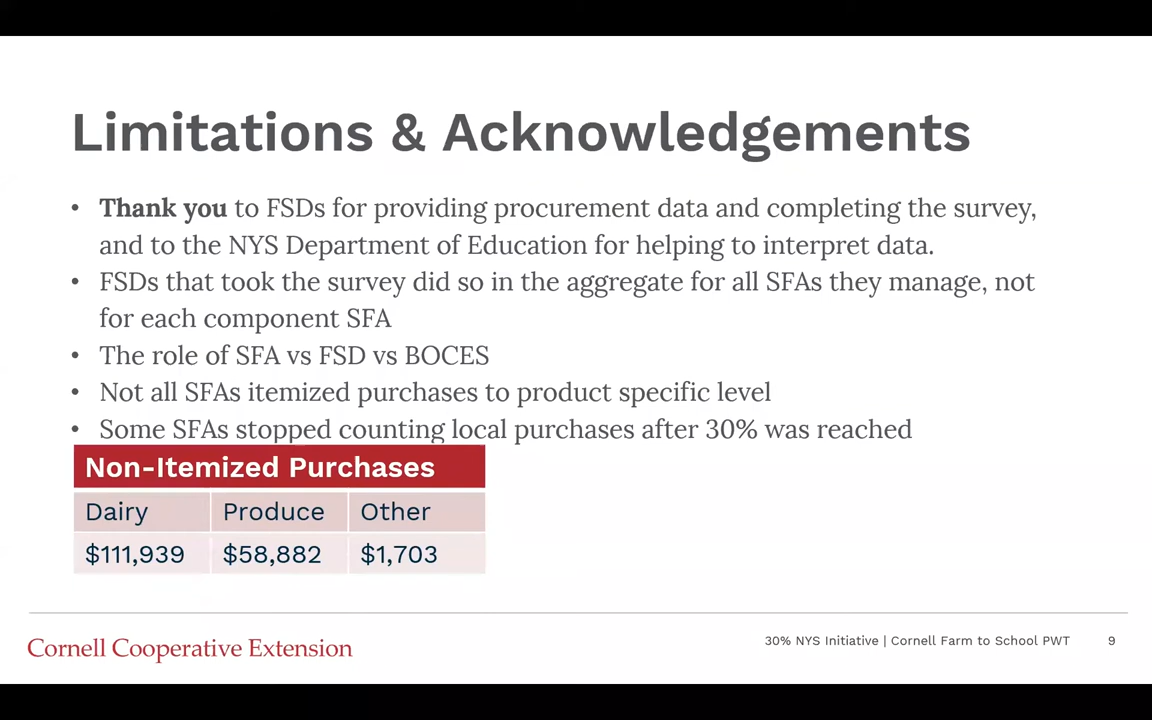 Limitations & Acknowledgements
• Thank you to FSDs for providing procurement data and completing the survey,
and to the NYS Department of Education for helping to interpret data.
• FSDs that took the survey did so in the aggregate for all SFAs they manage, not
for each component SFA
• The role of SFA vs FSD vs BOCES
• Not all SFAs itemized purchases to product specific level
• Some SFAs stopped counting local purchases after 30% was reached
Non-Itemized Purchases
Dairy Produce Other
$111,939 $58,882 $1,703
Cornell Cooperative Extension
30% NYS Initiative | Cornell Farm to School PWT 9